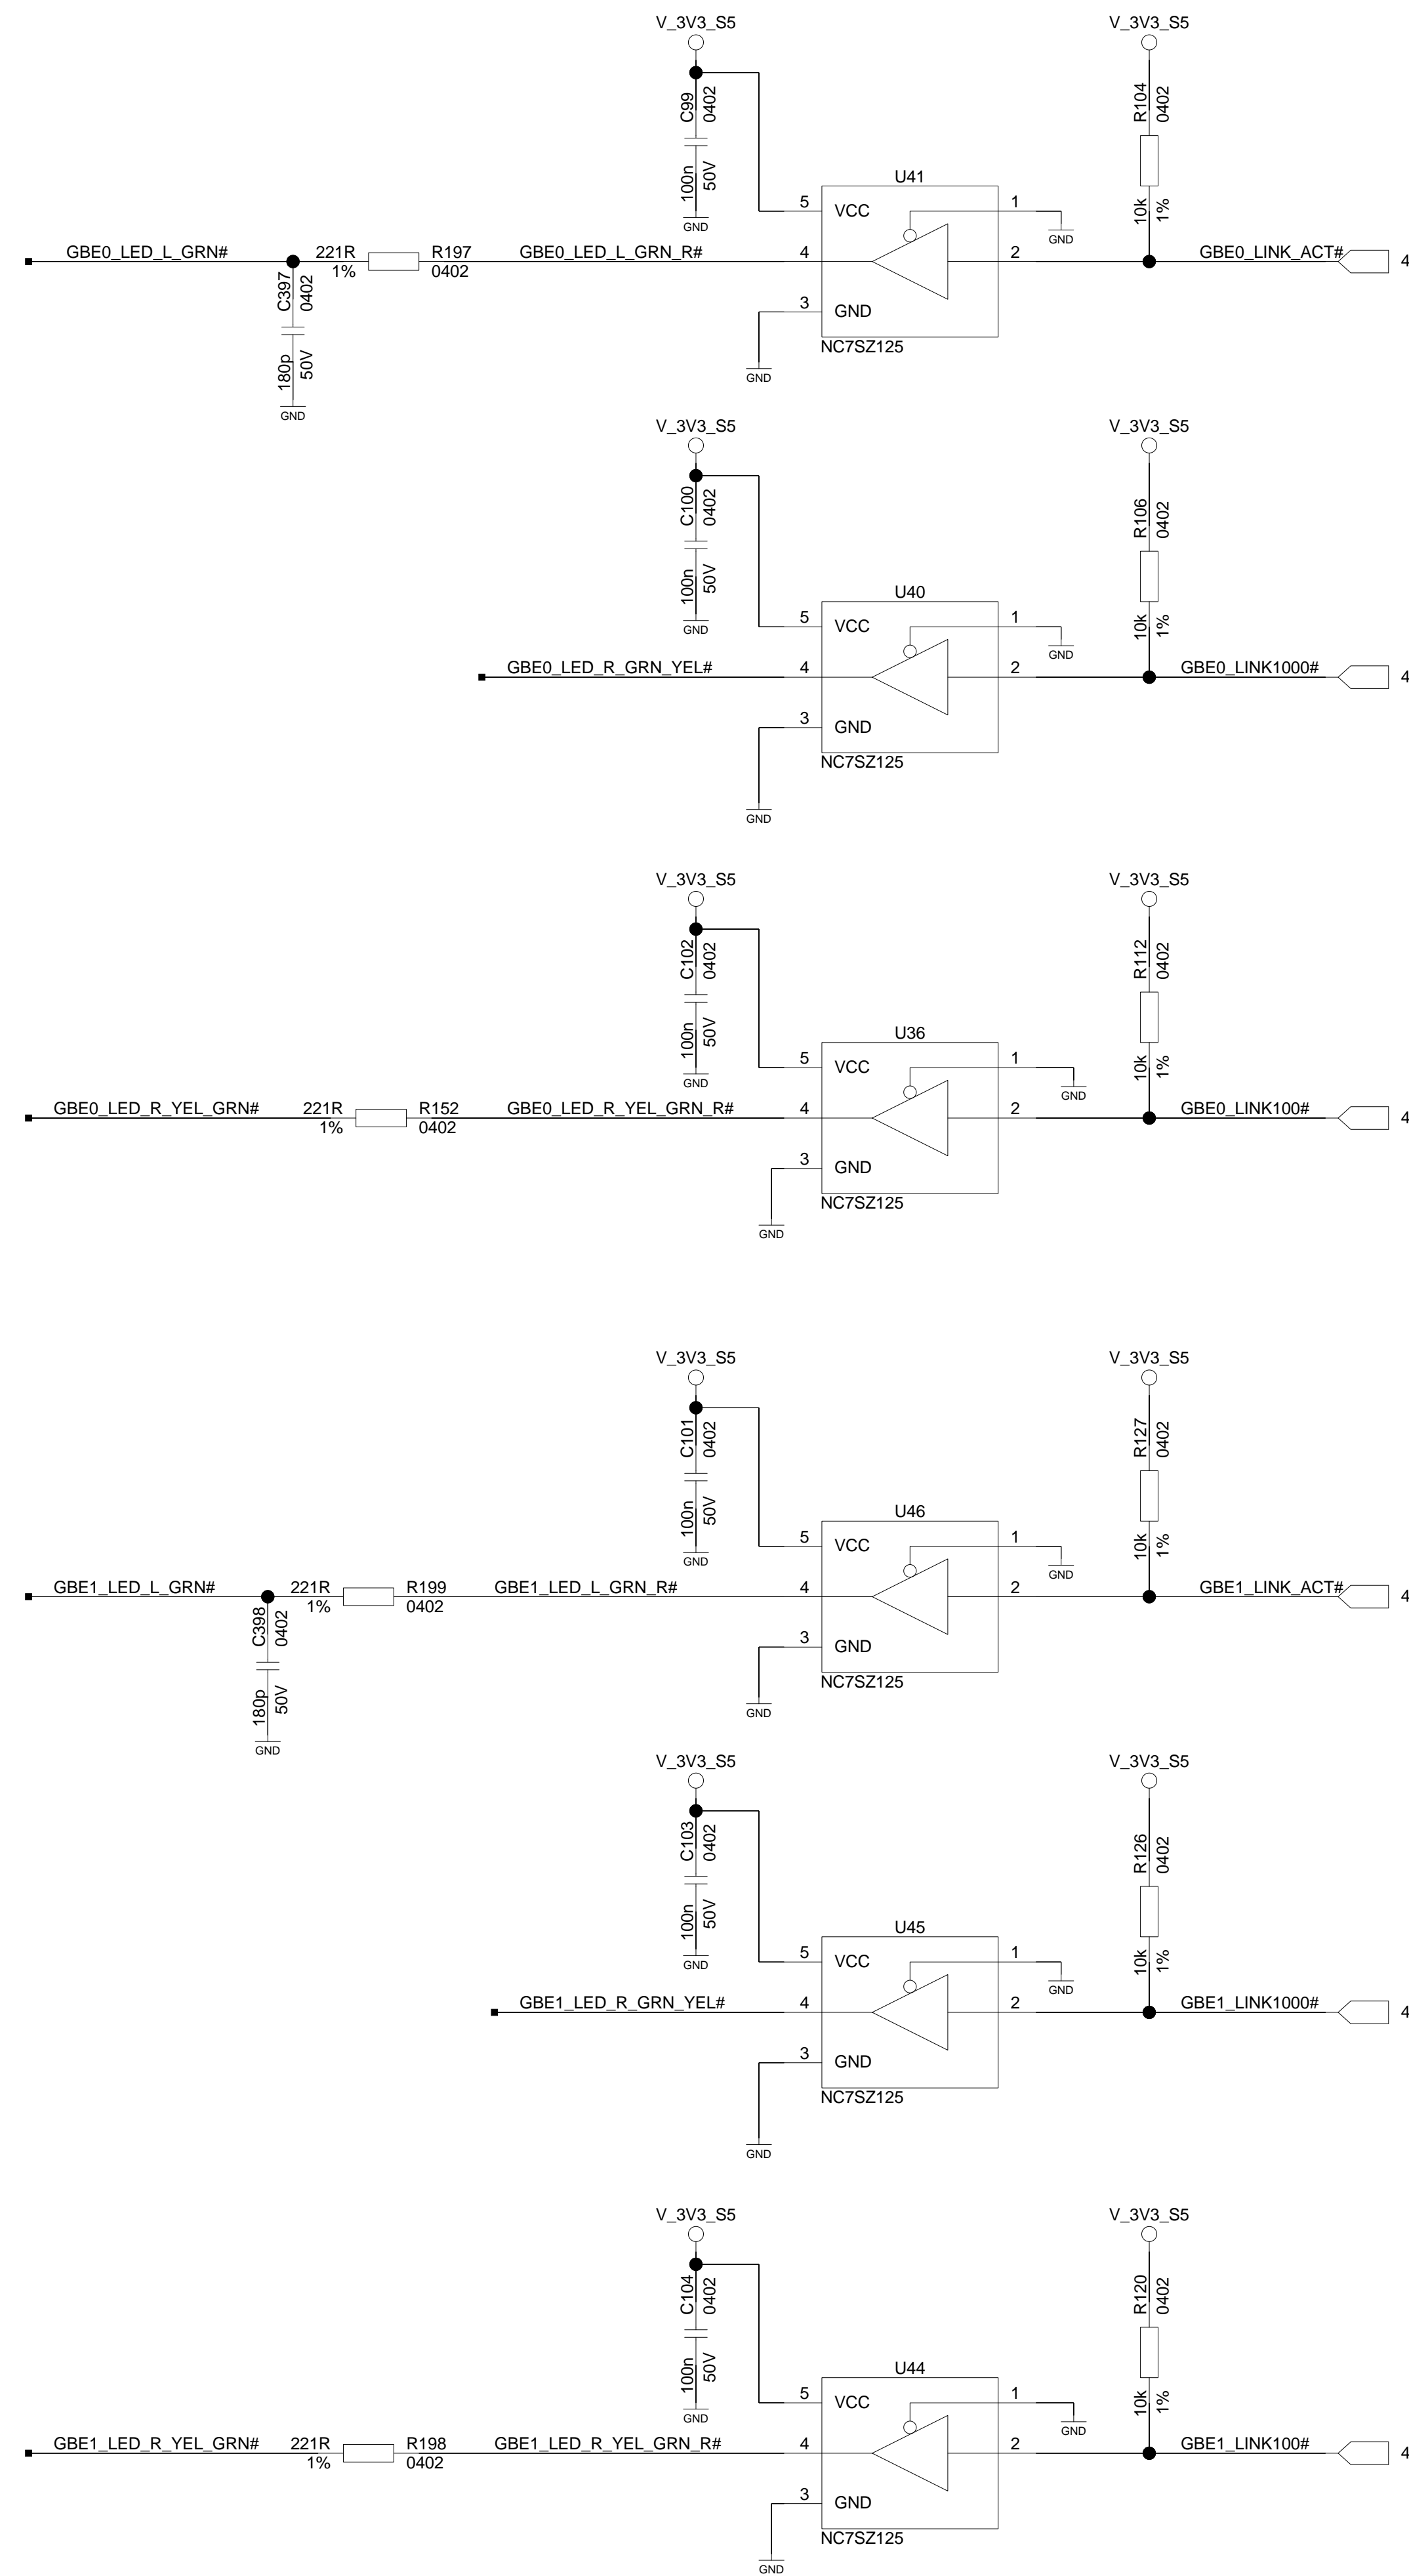 V_3V3_S5 V_3V3_S5
C99 0402 100n 50V GND
R104 0402 10k 1%
U41
5 VCC 1 GND
GBE0_LED_L_GRN# 221R 1% R197 0402 GBE0_LED_L_GRN_R# 4 2 GBE0_LINK_ACT# 4
C397 0402 180p 50V GND
3 GND
NC7SZ125
GND
V_3V3_S5 V_3V3_S5
C100 0402 100n 50V GND
R106 0402 10k 1%
U40
5 VCC 1 GND
GBE0_LED_R_GRN_YEL# 4 2 GBE0_LINK1000# 4
3 GND
NC7SZ125
GND
V_3V3_S5 V_3V3_S5
C102 0402 100n 50V GND
R112 0402 10k 1%
U36
5 VCC 1 GND
GBE0_LED_R_YEL_GRN# 221R 1% R152 0402 GBE0_LED_R_YEL_GRN_R# 4 2 GBE0_LINK100# 4
3 GND
NC7SZ125
GND
V_3V3_S5 V_3V3_S5
C101 0402 100n 50V GND
R127 0402 10k 1%
U46
5 VCC 1 GND
GBE1_LED_L_GRN# 221R 1% R199 0402 GBE1_LED_L_GRN_R# 4 2 GBE1_LINK_ACT# 4
C398 0402 180p 50V GND
3 GND
NC7SZ125
GND
V_3V3_S5 V_3V3_S5
C103 0402 100n 50V GND
R126 0402 10k 1%
U45
5 VCC 1 GND
GBE1_LED_R_GRN_YEL# 4 2 GBE1_LINK1000# 4
3 GND
NC7SZ125
GND
V_3V3_S5 V_3V3_S5
C104 0402 100n 50V GND
R120 0402 10k 1%
U44
5 VCC 1 GND
GBE1_LED_R_YEL_GRN# 221R 1% R198 0402 GBE1_LED_R_YEL_GRN_R# 4 2 GBE1_LINK100# 4
3 GND
NC7SZ125
GND